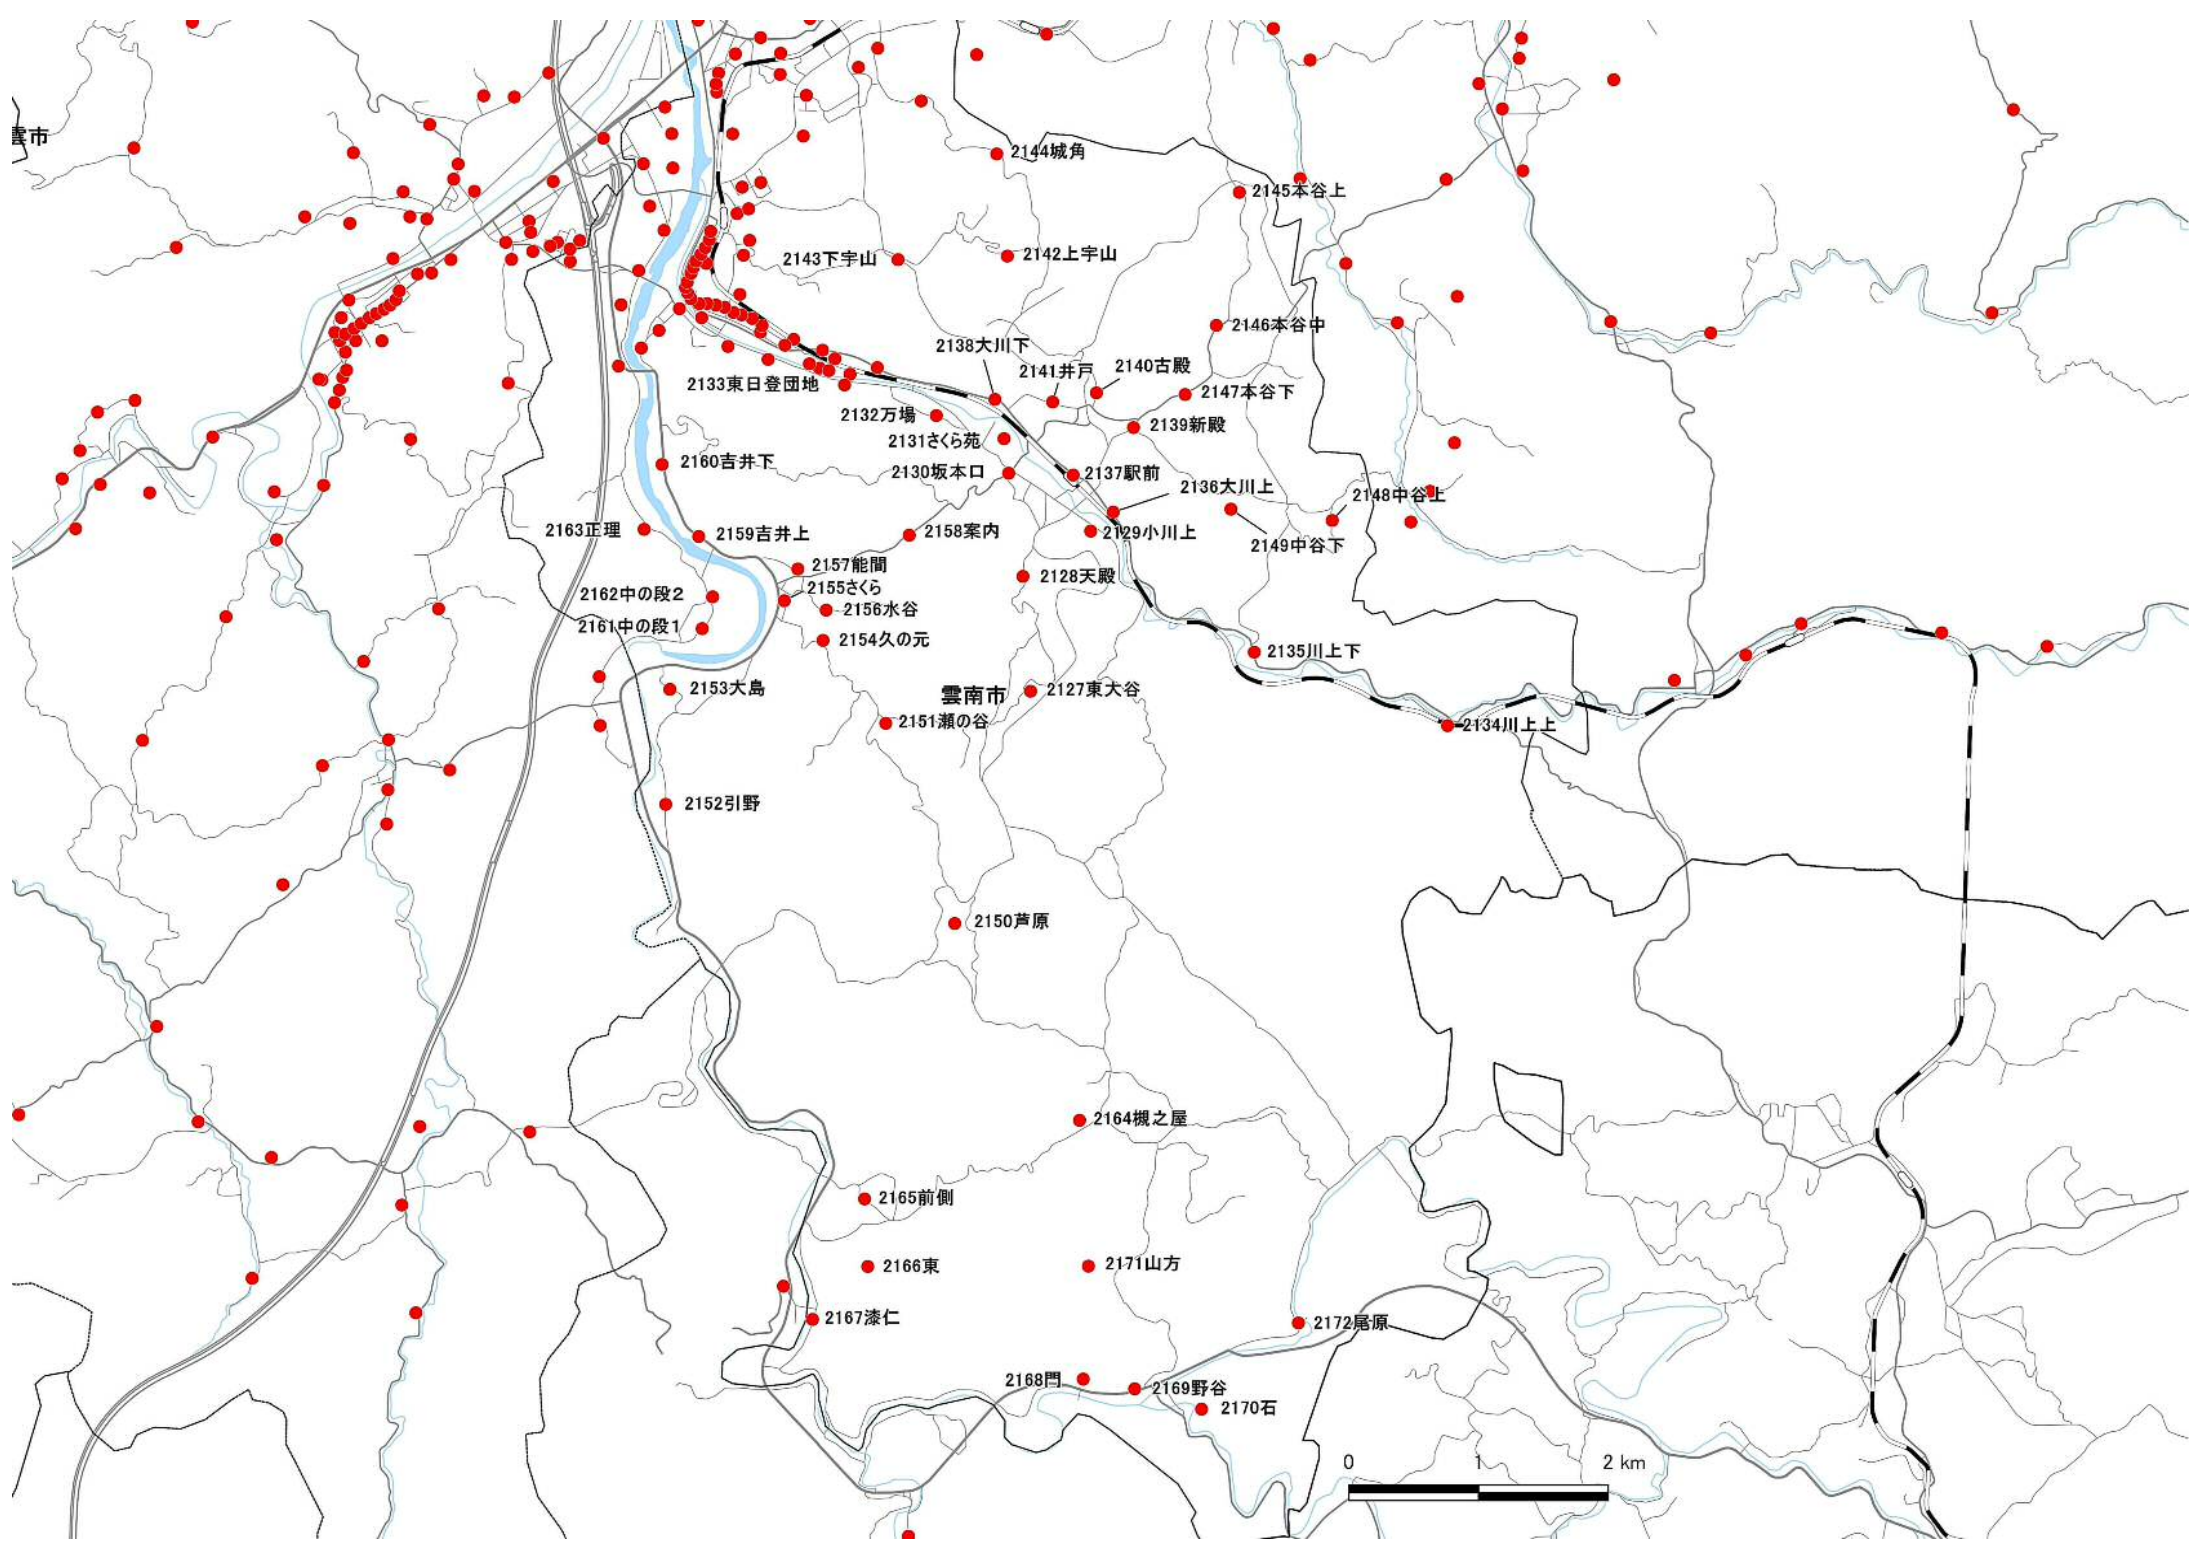 雲市
2144城角
2145本谷上
2143下宇山
2142上宇山
2146本谷中
2138大川下
2141井戸
2140古殿
2133東日登団地
2147本谷下
2132万場
2139新殿
2131さくら苑
2160吉井下
2130坂本口
2137駅前
2136大川上
2148中谷上
2163正理
2159吉井上
2158案内
2129小川上
2149中谷下
2157能間
2128天殿
2155さくら
2162中の段2
2156水谷
2161中の段1
2154久の元
2135川上下
2153大島
雲南市
2127東大谷
2151瀬の谷
2134川上上
2152引野
2150芦原
2164槻之屋
2165前側
2166東
2171山方
2167漆仁
2172尾原
2168門
2169野谷
2170石
0 1 2 km